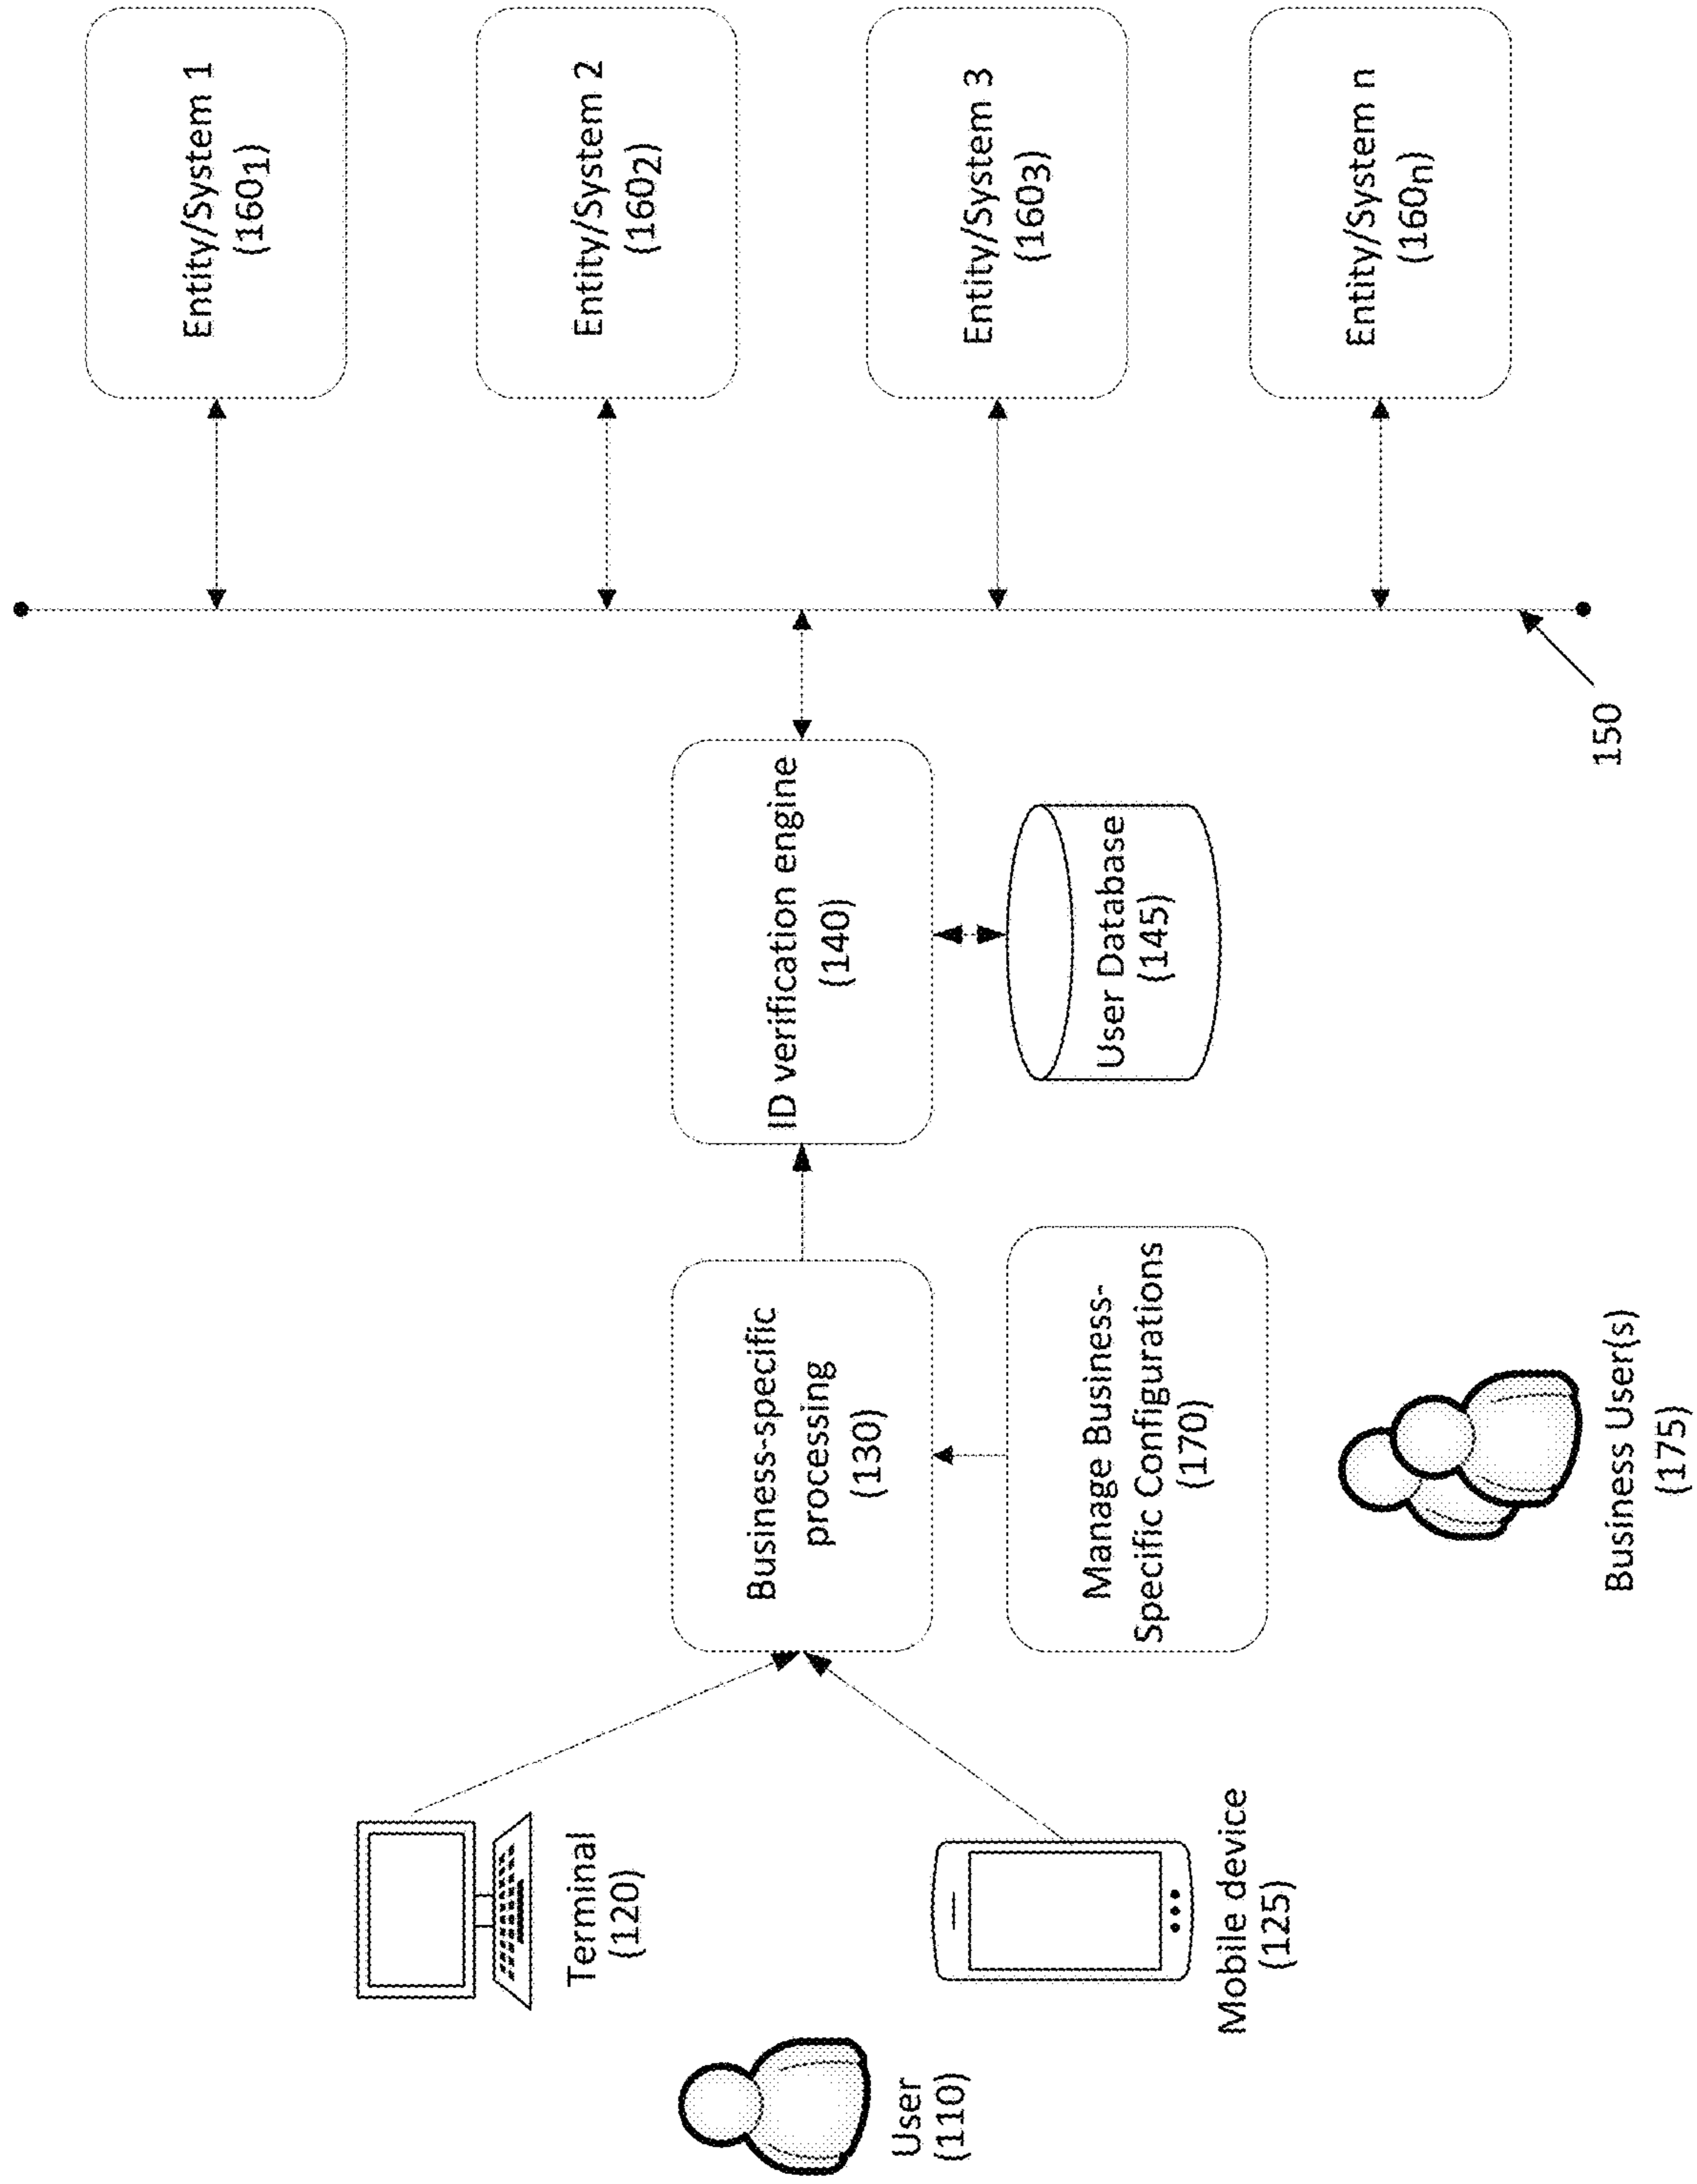 User
(110)
Terminal
(120)
Mobile device
(125)
Business-specific
processing
(130)
Manage Business-
Specific Configurations
(170)
Business User(s)
(175)
ID verification engine
(140)
User Database
(145)
150
Entity/System 1
(160₁)
Entity/System 2
(160₂)
Entity/System 3
(160₃)
Entity/System n
(160ₙ)